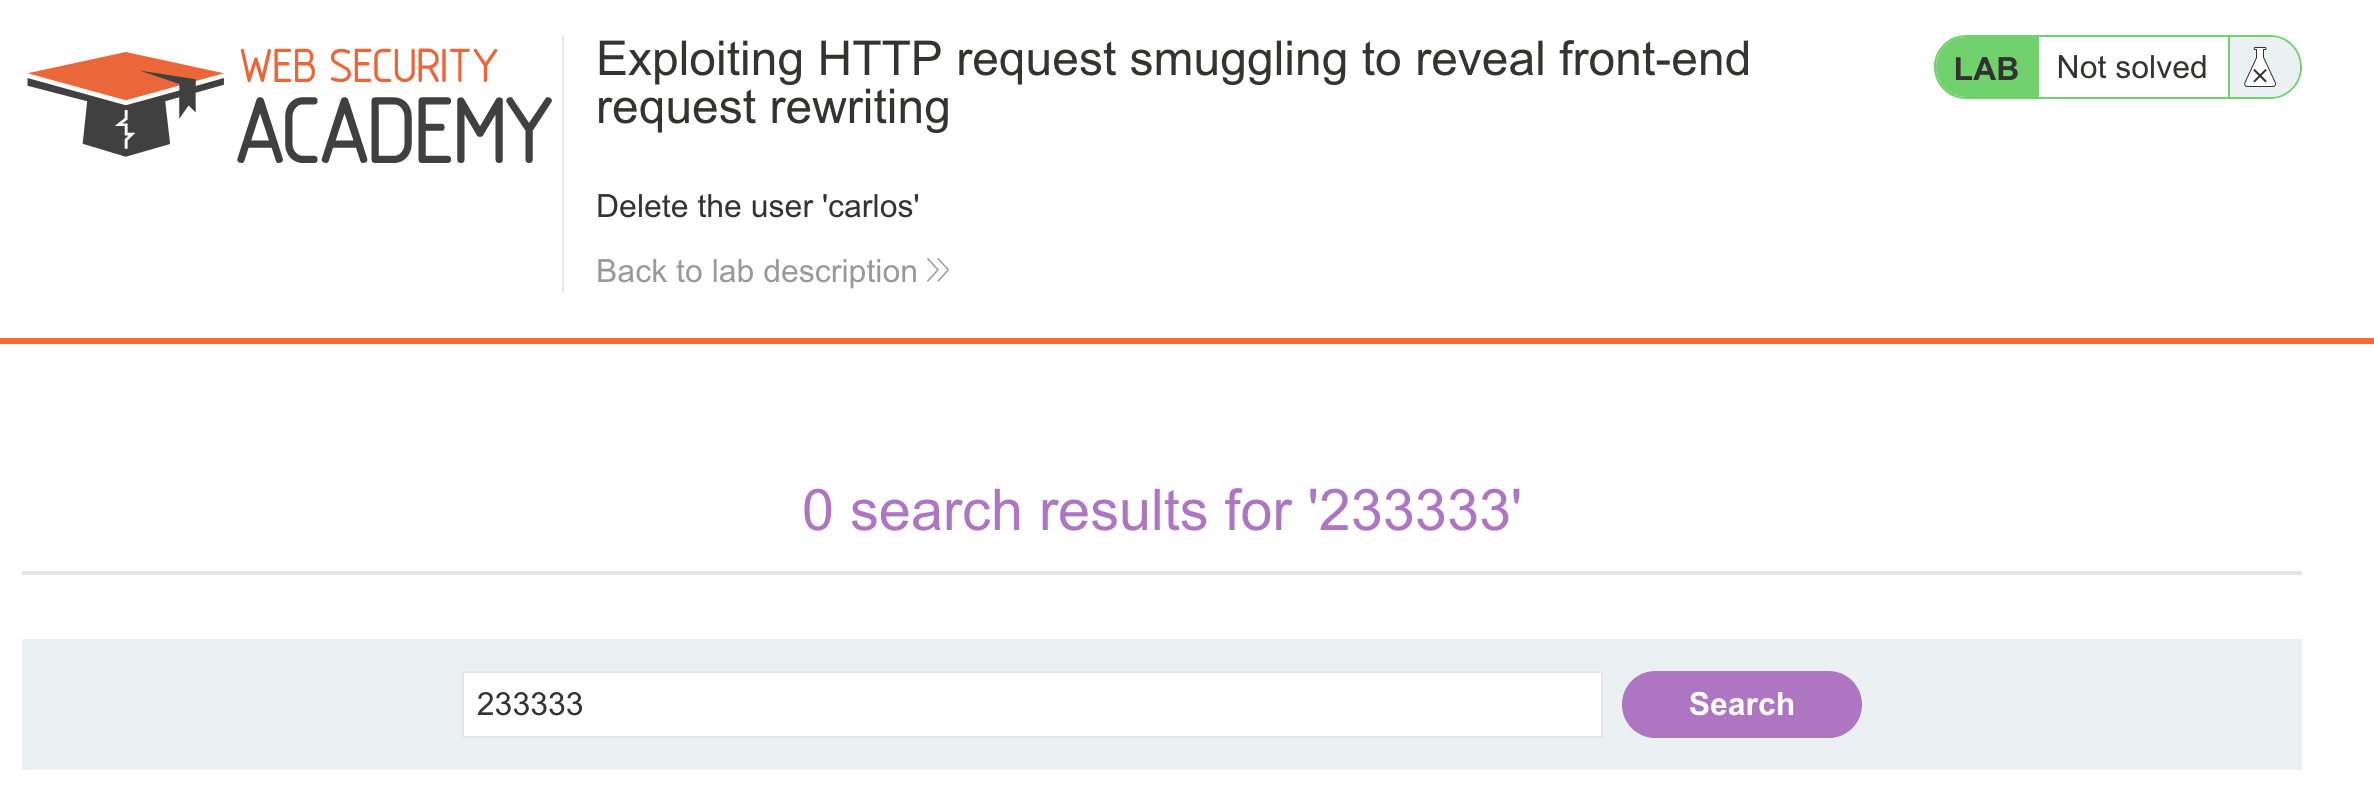 WEB SECURITY
ACADEMY
Exploiting HTTP request smuggling to reveal front-end
request rewriting
LAB
Not solved
Delete the user 'carlos'
Back to lab description
0 search results for '233333'
233333
Search